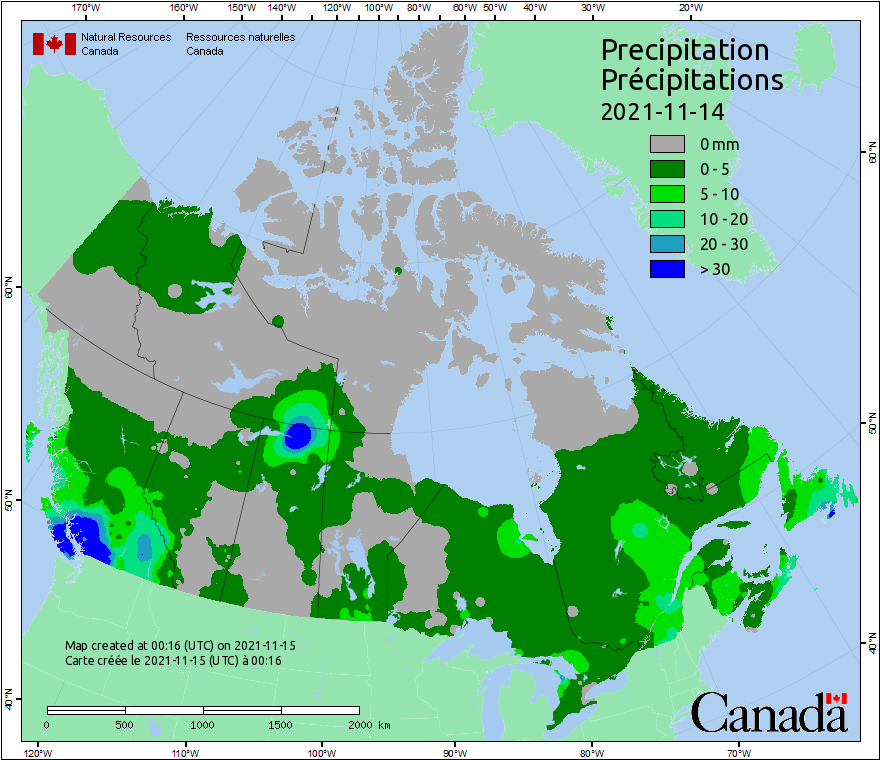 170°W 160°W 150°W 140°W 130°W 120°W 110°W 100°W 90°W 80°W 60°W 50°W 40°W 30°W 20°W
Natural Resources Ressources naturelles
Canada Canada
Precipitation
Précipitations
2021-11-14
0 mm
0 - 5
5 - 10
10 - 20
20 - 30
> 30
60°N
60°N
50°N
50°N
40°N
40°N
Map created at 00:16 (UTC) on 2021-11-15
Carte créée le 2021-11-15 (UTC) à 00:16
0 500 1000 1500 2000 km
Canada
120°W 110°W 100°W 90°W 80°W 70°W